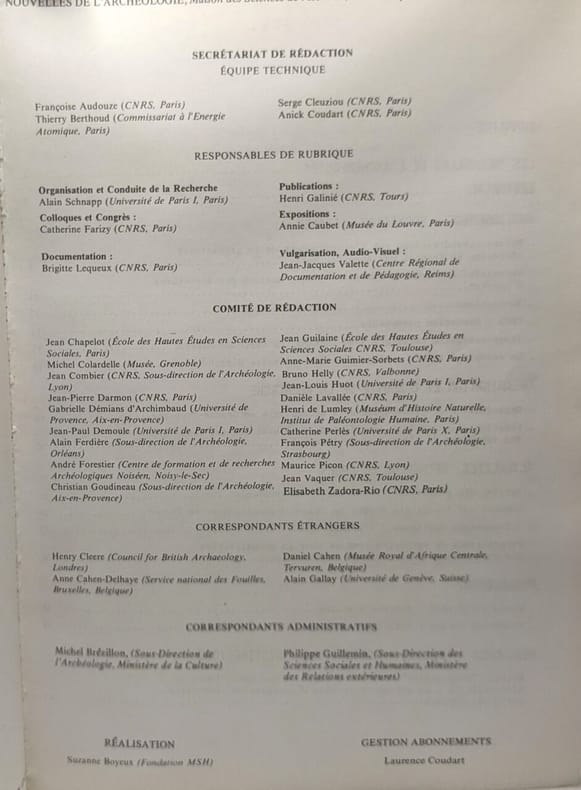 NOUVELLES DE L'ARCHÉOLOGIE, Maison des Sciences de
SECRÉTARIAT DE RÉDACTION
ÉQUIPE TECHNIQUE
Françoise Audouze (CNRS, Paris)
Thierry Berthoud (Commissariat à l'Energie
Atomique, Paris)
Serge Cleuziou (CNRS, Paris)
Anick Coudart (CNRS, Paris)
RESPONSABLES DE RUBRIQUE
Organisation et Conduite de la Recherche
Alain Schnapp (Université de Paris I, Paris)
Colloques et Congrès :
Catherine Farizy (CNRS, Paris)
Documentation :
Brigitte Lequeux (CNRS, Paris)
Publications :
Henri Galinié (CNRS, Tours)
Expositions :
Annie Caubet (Musée du Louvre, Paris)
Vulgarisation, Audio-Visuel :
Jean-Jacques Valette (Centre Régional de
Documentation et de Pédagogie, Reims)
COMITÉ DE RÉDACTION
Jean Chapelot (École des Hautes Études en Sciences
Sociales, Paris)
Michel Colardelle (Musée, Grenoble)
Jean Combier (CNRS, Sous-direction de l'Archéologie,
Lyon)
Jean-Pierre Darmon (CNRS, Paris)
Gabrielle Démians d'Archimbaud (Université de
Provence, Aix-en-Provence)
Jean-Paul Demoule (Université de Paris I, Paris)
Alain Ferdière (Sous-direction de l'Archéologie,
Orléans)
André Forestier (Centre de formation et de recherches
Archéologiques Noiséen, Noisy-le-Sec)
Christian Goudineau (Sous-direction de l'Archéologie,
Aix-en-Provence)
Jean Guilaine (École des Hautes Études en
Sciences Sociales CNRS, Toulouse)
Anne-Marie Guimier-Sorbets (CNRS, Paris)
Bruno Helly (CNRS, Valbonne)
Jean-Louis Huot (Université de Paris I, Paris)
Danièle Lavallée (CNRS, Paris)
Henri de Lumley (Muséum d'Histoire Naturelle,
Institut de Paléontologie Humaine, Paris)
Catherine Perlès (Université de Paris X, Paris)
François Pétry (Sous-direction de l'Archéologie,
Strasbourg)
Maurice Picon (CNRS, Lyon)
Jean Vaquer (CNRS, Toulouse)
Elisabeth Zadora-Rio (CNRS, Paris)
CORRESPONDANTS ÉTRANGERS
Henry Cleere (Council for British Archaeology,
Londres)
Anne Cahen-Delhaye (Service national des Fouilles,
Bruxelles, Belgique)
Daniel Cahen (Musée Royal d'Afrique Centrale,
Tervuren, Belgique)
Alain Gallay (Université de Genève, Suisse)
CORRESPONDANTS ADMINISTRATIFS
Michel Brézillon, (Sous-Direction de
l'Archéologie, Ministère de la Culture)
Philippe Guillemin, (Sous-Direction des
Sciences Sociales et Humaines, Ministère
des Relations extérieures)
RÉALISATION
Suzanne Boyeux (Fondation MSH)
GESTION ABONNEMENTS
Laurence Coudart